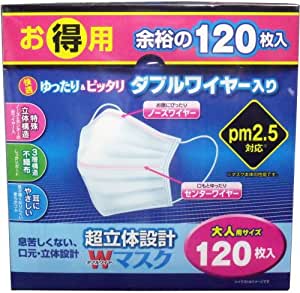 お得用
余裕の120枚入
快適
ゆったり&ピッタリ
ダブルワイヤー入り
特殊
立体構造
3層構造
不織布
耳に
やさしい
お鼻にぴったり
ノーズワイヤー
口もとゆったり
センターワイヤー
pm2.5
対応
息苦しくない、
口元・立体設計
超立体設計
Wマスク
大人用サイズ
120枚入